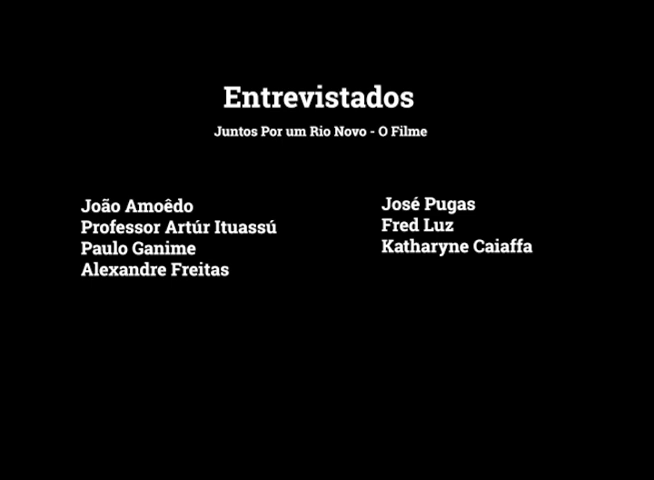 Entrevistados
Juntos Por um Rio Novo - O Filme
João Amoêdo
Professor Artúr Ituassú
Paulo Ganime
Alexandre Freitas
José Pugas
Fred Luz
Katharyne Caiaffa